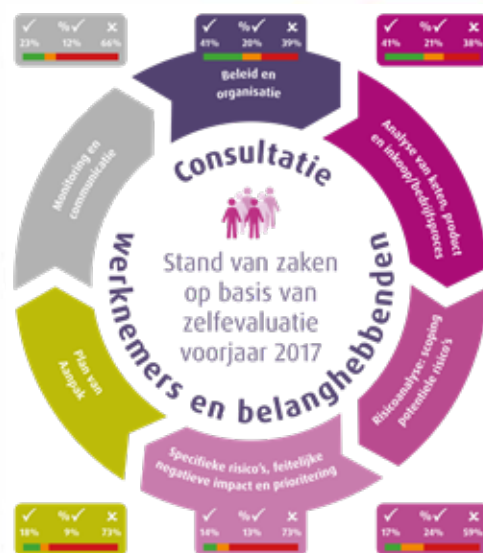 ✓ %✓ ✗
23% 12% 66%
✓ %✓ ✗
41% 20% 39%
✓ %✓ ✗
41% 21% 38%
Beleid en
organisatie
Analyse van keten, product
en inkoop/bedrijfsproces
Risicoanalyse: scoping
potentiele risico's
Specifieke risico's, feitelijke
negatieve impact en prioritering
Plan van
Aanpak
Monitoring en
communicatie
Consultatie
werknemers en belanghebbenden
Stand van zaken
op basis van
zelfevaluatie
voorjaar 2017
✓ %✓ ✗
18% 9% 73%
✓ %✓ ✗
14% 13% 73%
✓ %✓ ✗
17% 24% 59%